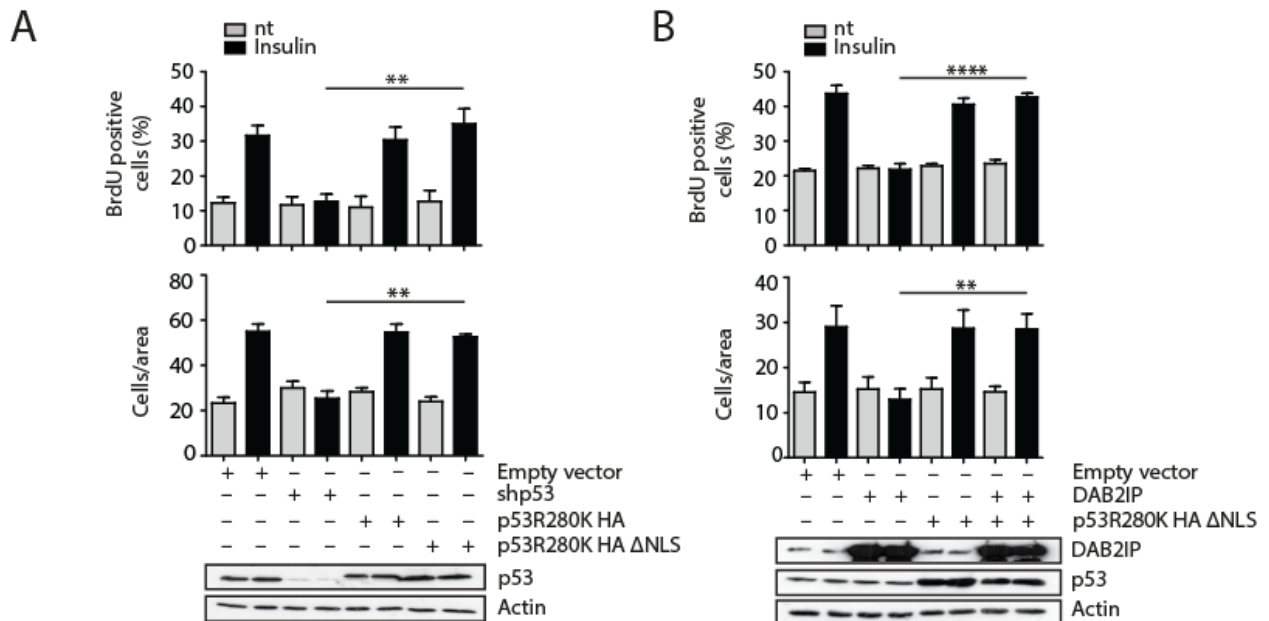 A
nt
Insulin
BrdU positive
cells (%)
50
40
30
20
10
0
**
Cells/area
80
60
40
20
0
**
+ + – – – – – – Empty vector
– – + + – – – – shp53
– – – – + + – – p53R280K HA
– – – – – – + + p53R280K HA ΔNLS
p53
Actin
B
nt
Insulin
BrdU positive
cells (%)
50
40
30
20
10
0
****
Cells/area
40
30
20
10
0
**
+ + – – – – – – Empty vector
– – + + – – + + DAB2IP
– – – – + + + + p53R280K HA ΔNLS
DAB2IP
p53
Actin